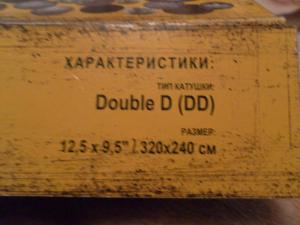 ХАРАКТЕРИСТИКИ:
ТИП КАТУШКИ:
Double D (DD)
РАЗМЕР:
12,5 x 9,5" / 320x240 см